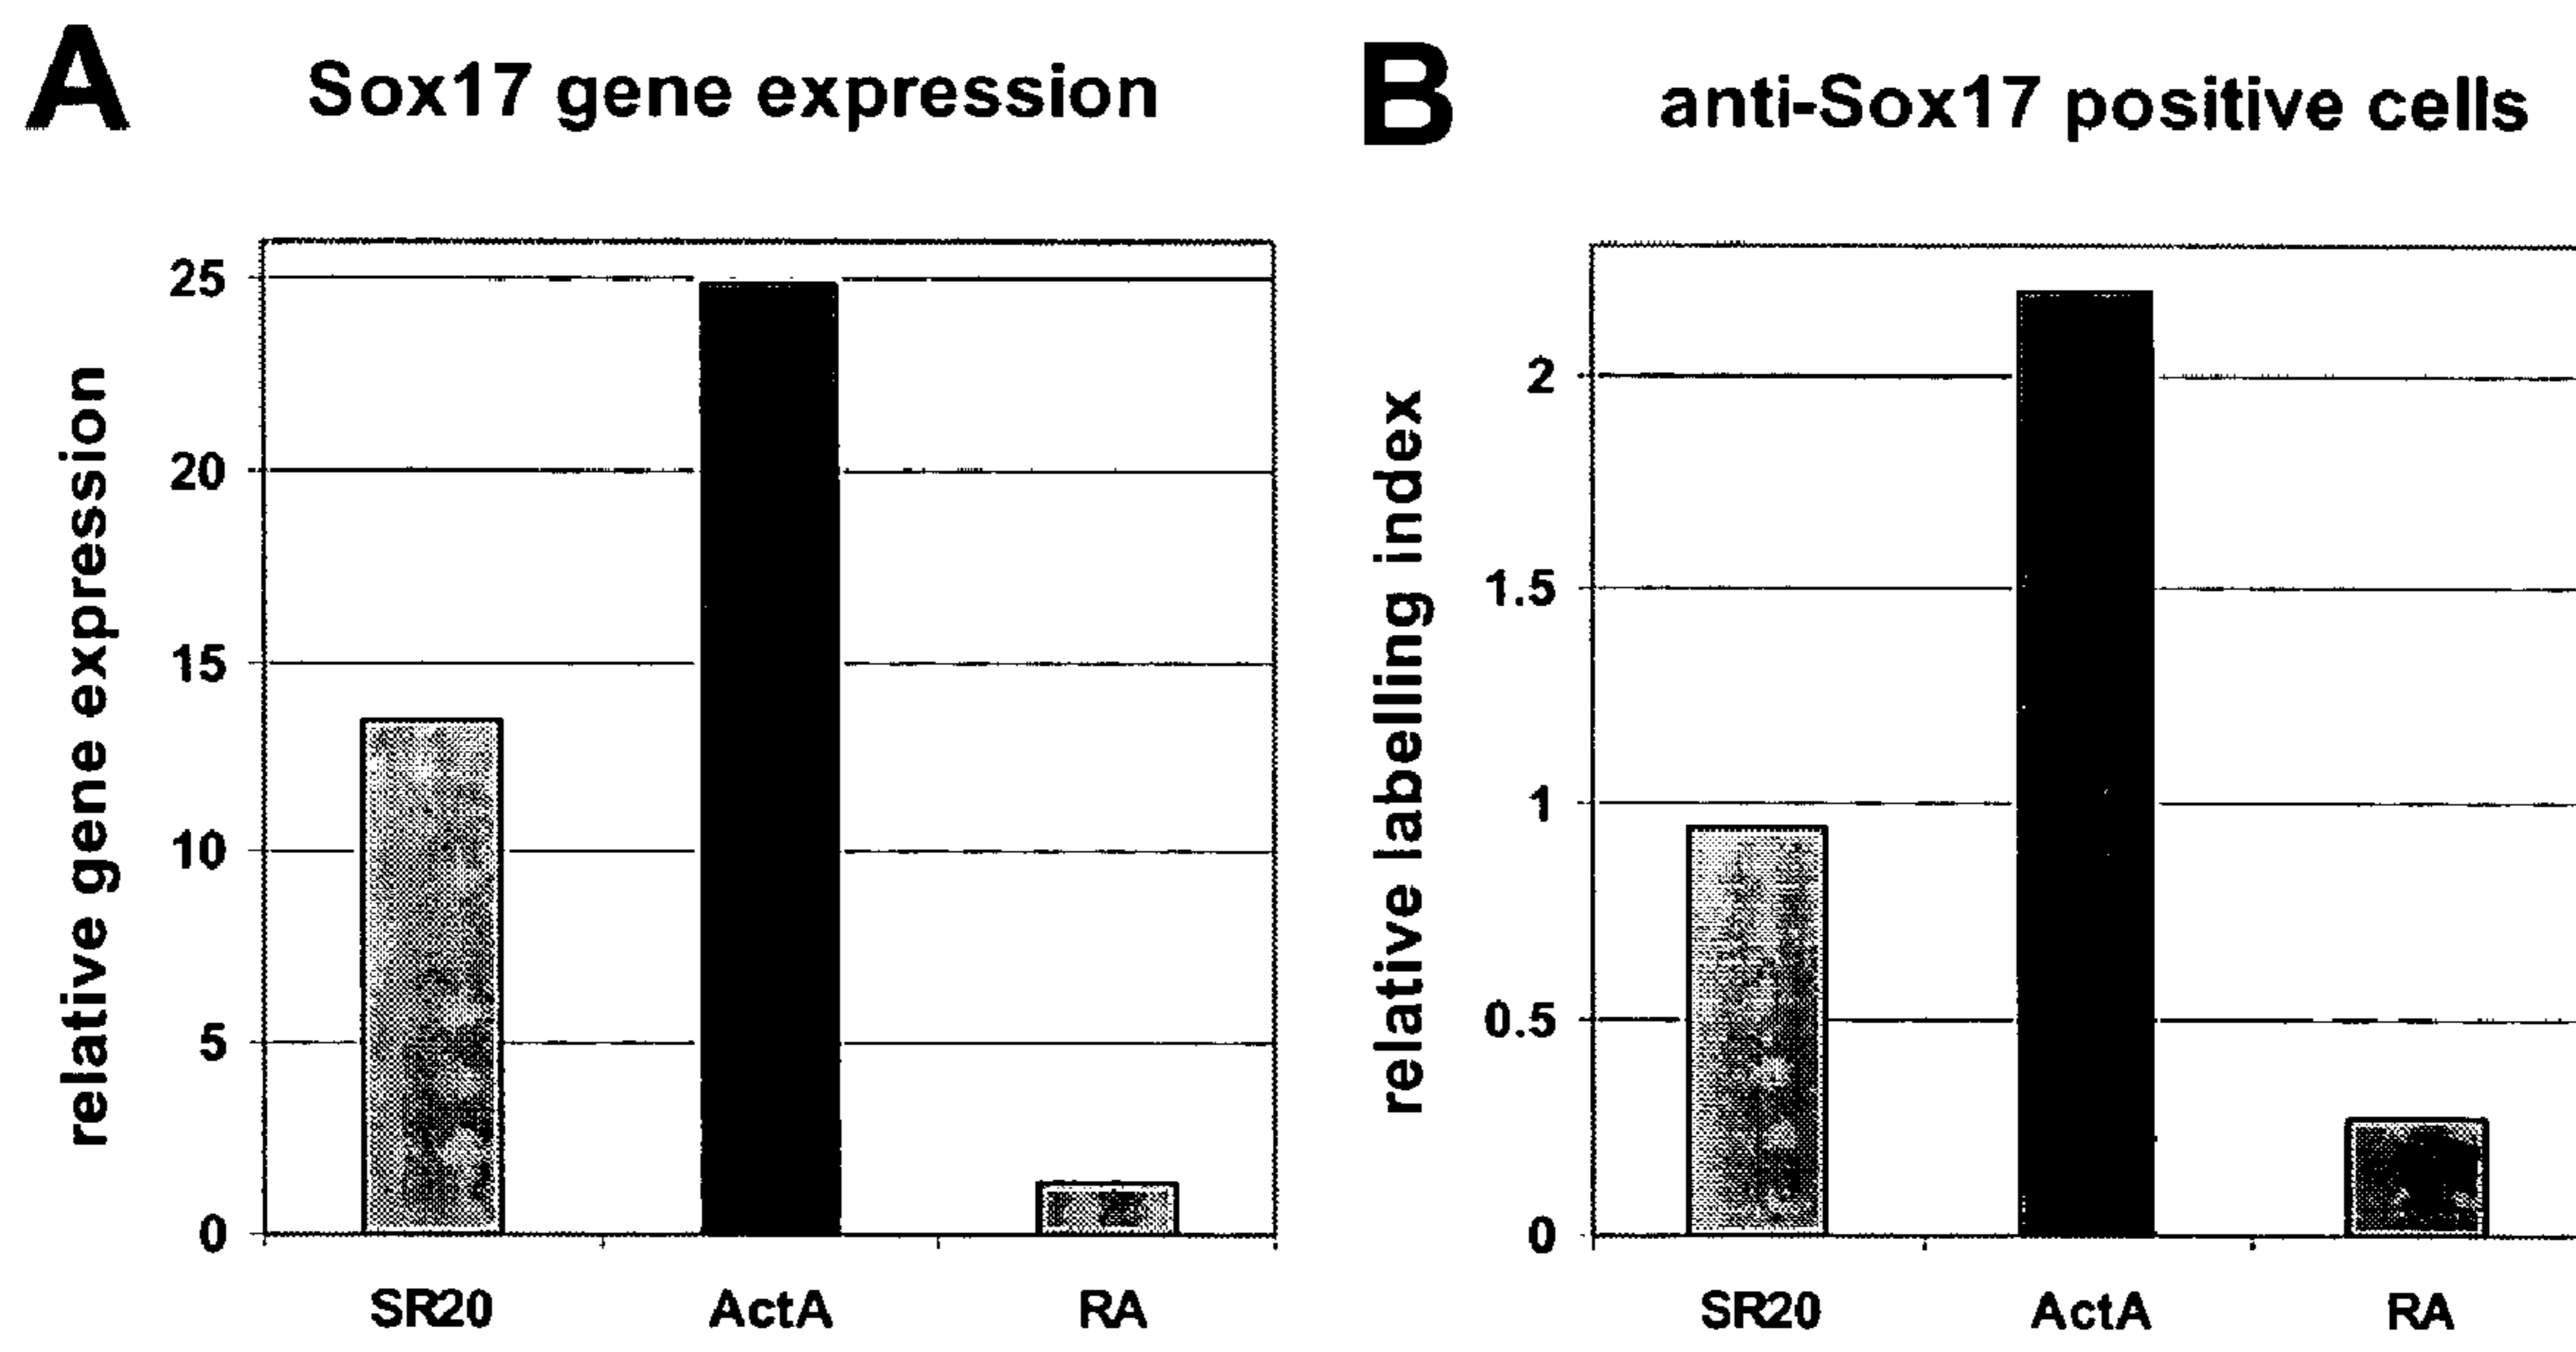 A
Sox17 gene expression
relative gene expression
25
20
15
10
5
0
SR20 ActA RA
B
anti-Sox17 positive cells
relative labelling index
2
1.5
1
0.5
0
SR20 ActA RA